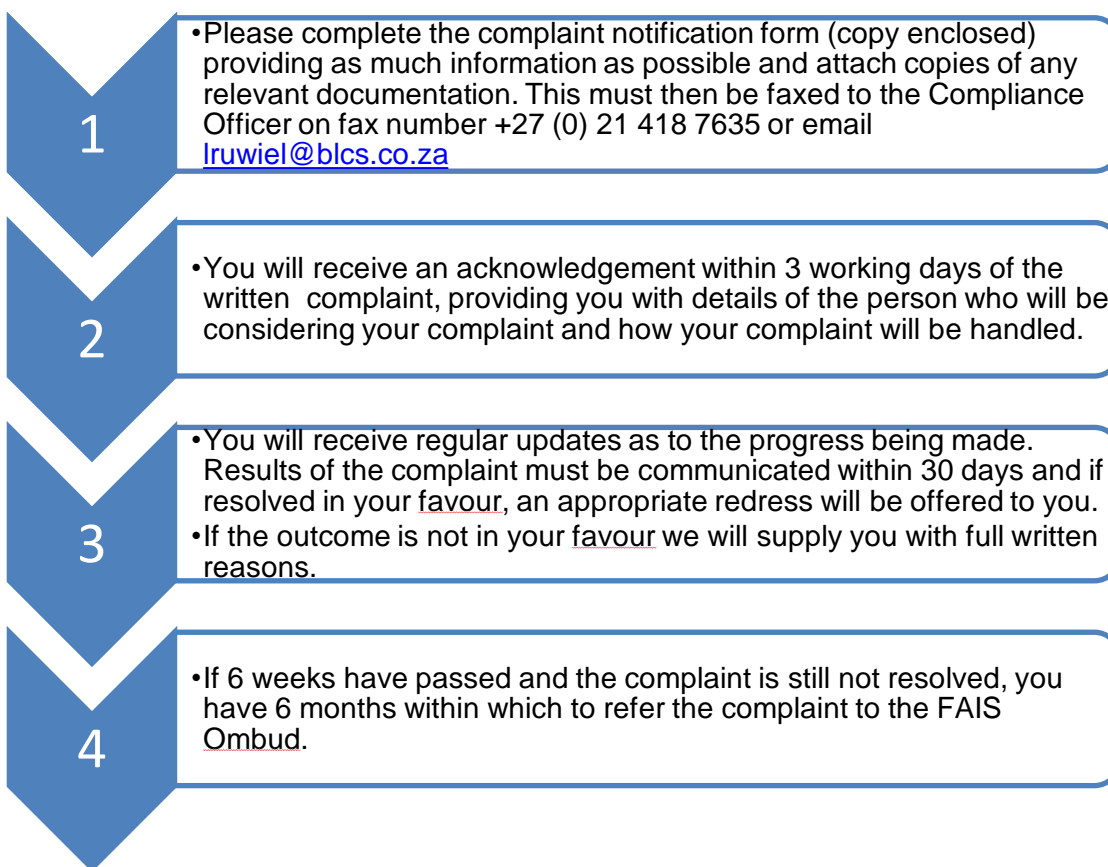 1
•Please complete the complaint notification form (copy enclosed)
providing as much information as possible and attach copies of any
relevant documentation. This must then be faxed to the Compliance
Officer on fax number +27 (0) 21 418 7635 or email
lruwiel@blcs.co.za
2
•You will receive an acknowledgement within 3 working days of the
written  complaint, providing you with details of the person who will be
considering your complaint and how your complaint will be handled.
3
•You will receive regular updates as to the progress being made.
Results of the complaint must be communicated within 30 days and if
resolved in your favour, an appropriate redress will be offered to you.
•If the outcome is not in your favour we will supply you with full written
reasons.
4
•If 6 weeks have passed and the complaint is still not resolved, you
have 6 months within which to refer the complaint to the FAIS
Ombud.